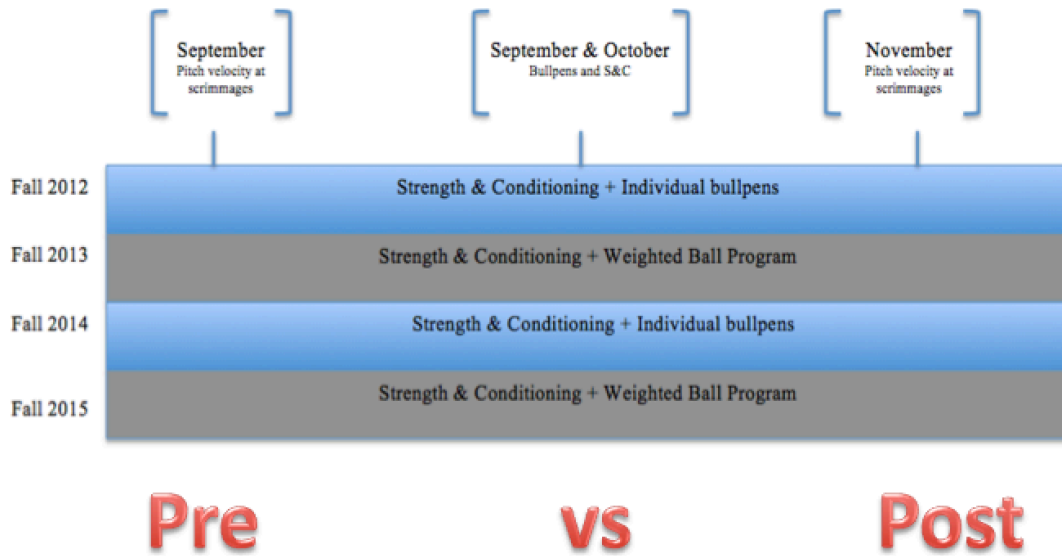 September
Pitch velocity at
scrimmages
September & October
Bullpens and S&C
November
Pitch velocity at
scrimmages
Fall 2012
Strength & Conditioning + Individual bullpens
Fall 2013
Strength & Conditioning + Weighted Ball Program
Fall 2014
Strength & Conditioning + Individual bullpens
Fall 2015
Strength & Conditioning + Weighted Ball Program
Pre vs Post